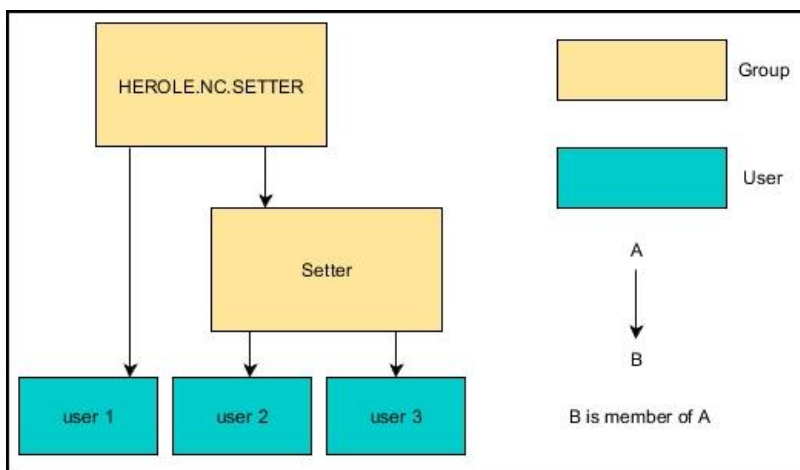 HEROLE.NC.SETTER
Group
User
Setter
A
B
user 1
user 2
user 3
B is member of A